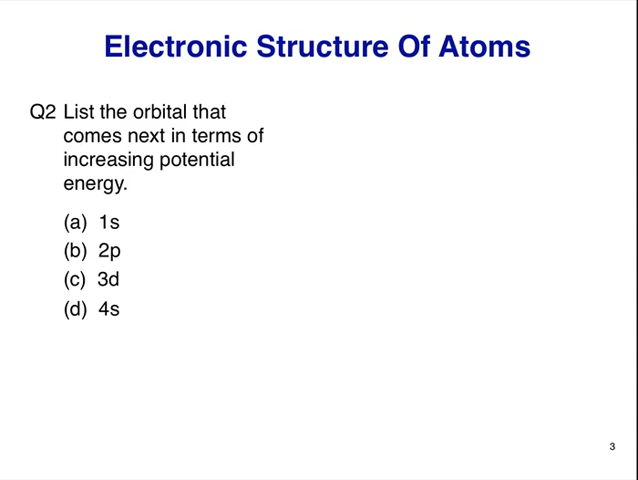 Electronic Structure Of Atoms
Q2 List the orbital that
comes next in terms of
increasing potential
energy.
(a) 1s
(b) 2p
(c) 3d
(d) 4s
3